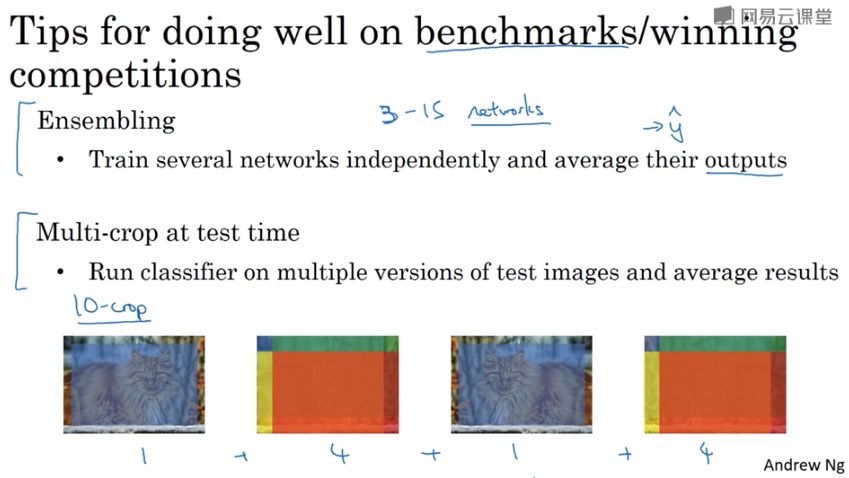 网易云课堂
Tips for doing well on benchmarks/winning
competitions
Ensembling
3-15 networks
→ ŷ
• Train several networks independently and average their outputs
Multi-crop at test time
• Run classifier on multiple versions of test images and average results
10-crop
1 + 4 + 1 + 4
Andrew Ng